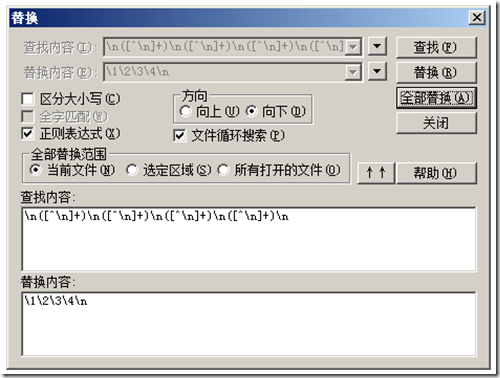 替换
查找内容(I): \n([^\n]+)\n([^\n]+)\n([^\n]+)\n([^\n]
查找(F)
替换内容(E): \1\2\3\4\n
替换(R)
区分大小写(C)
方向
向上(U) 向下(D)
全部替换(A)
全字匹配(W)
正则表达式(X)
文件循环搜索(P)
关闭
全部替换范围
当前文件(N) 选定区域(S) 所有打开的文件(O)
↑↑
帮助(H)
查找内容:
\n([^\n]+)\n([^\n]+)\n([^\n]+)\n([^\n]+)\n
替换内容:
\1\2\3\4\n